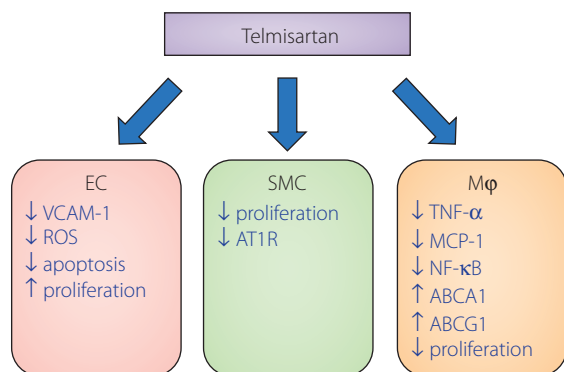 Telmisartan
EC
↓ VCAM-1
↓ ROS
↓ apoptosis
↑ proliferation
SMC
↓ proliferation
↓ AT1R
Mφ
↓ TNF-α
↓ MCP-1
↓ NF-κB
↑ ABCA1
↑ ABCG1
↓ proliferation